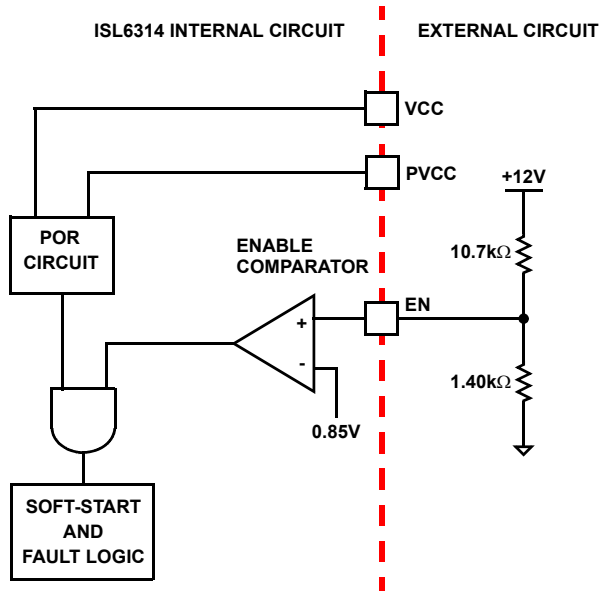 ISL6314 INTERNAL CIRCUIT
EXTERNAL CIRCUIT
VCC
PVCC
+12V
POR
CIRCUIT
ENABLE
COMPARATOR
10.7kΩ
EN
+
-
1.40kΩ
0.85V
SOFT-START
AND
FAULT LOGIC